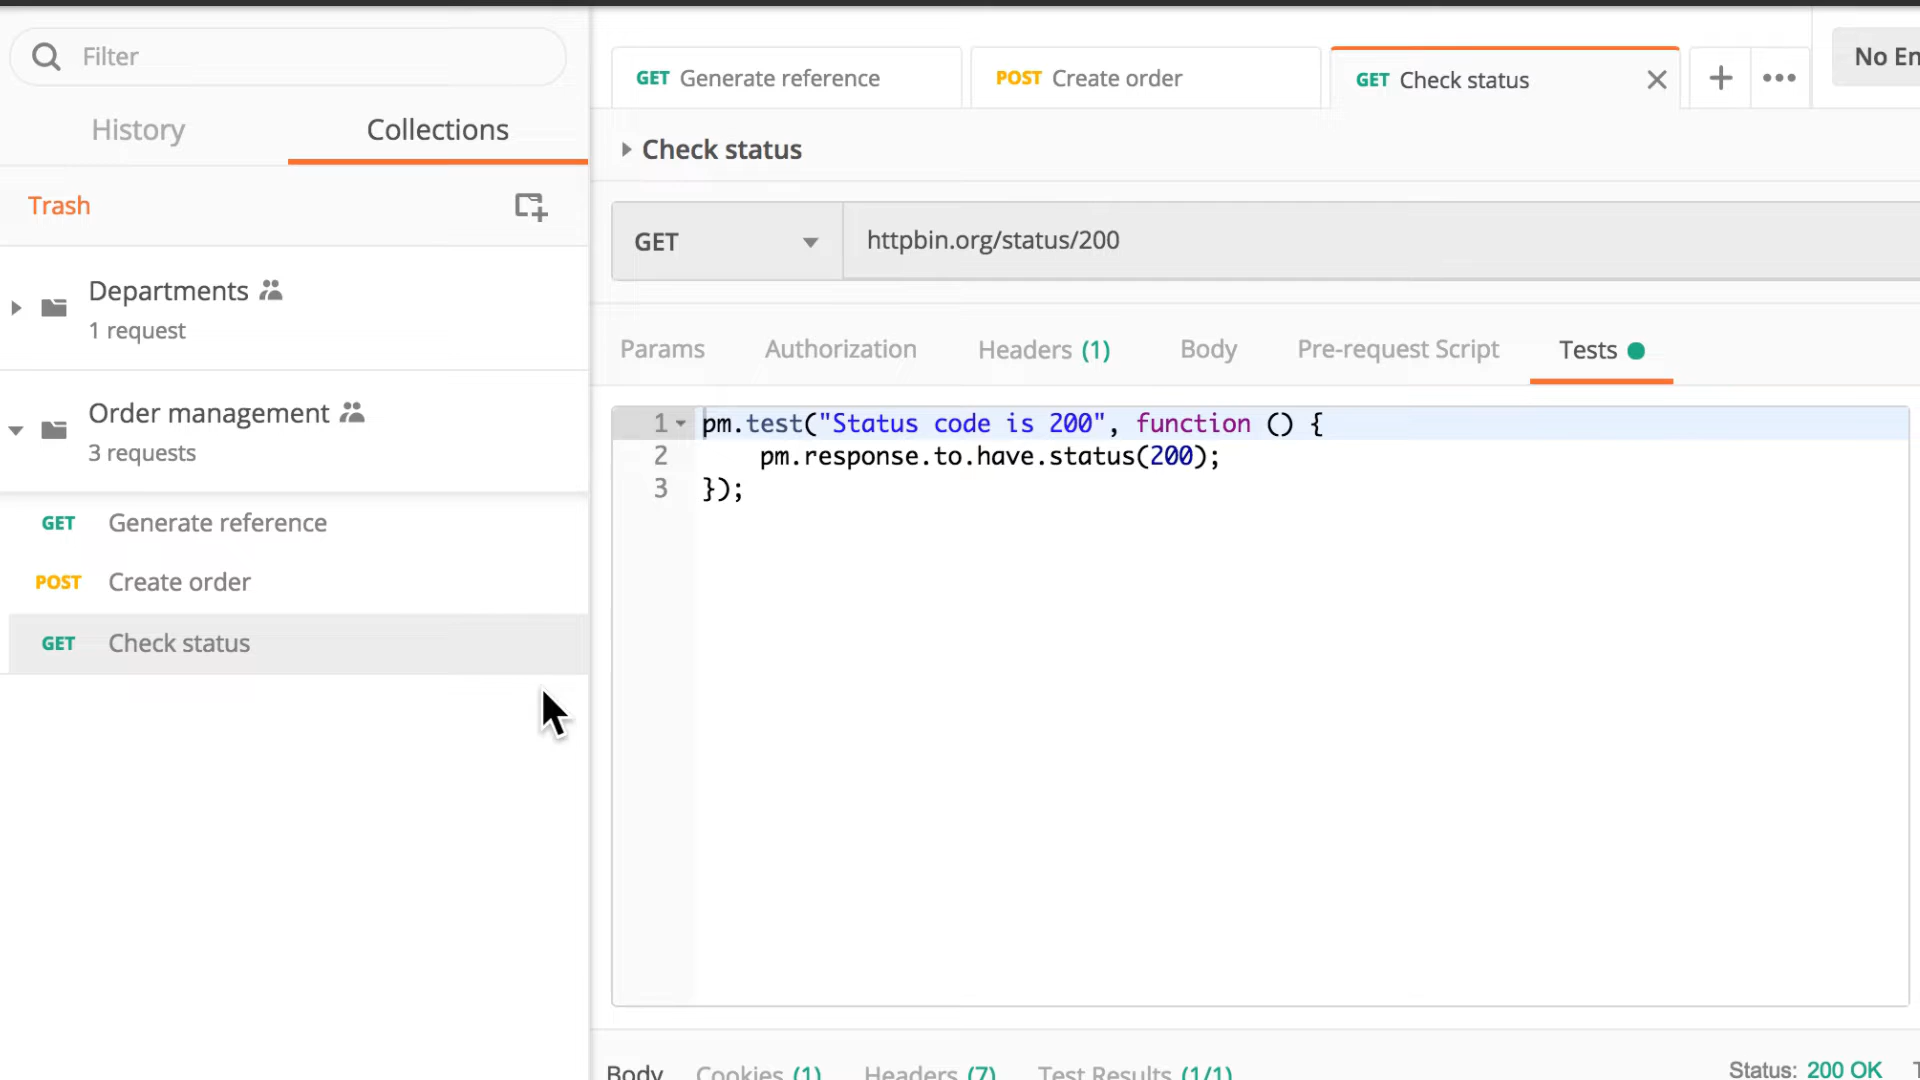 Filter
History
Collections
Trash
Departments
1 request
Order management
3 requests
GET Generate reference
POST Create order
GET Check status
GET Generate reference
POST Create order
GET Check status
No En
Check status
GET
httpbin.org/status/200
Params Authorization Headers (1) Body Pre-request Script Tests
1 pm.test("Status code is 200", function () {
2 pm.response.to.have.status(200);
3 });
Body Cookies (1) Headers (7) Test Results (1/1)
Status: 200 OK